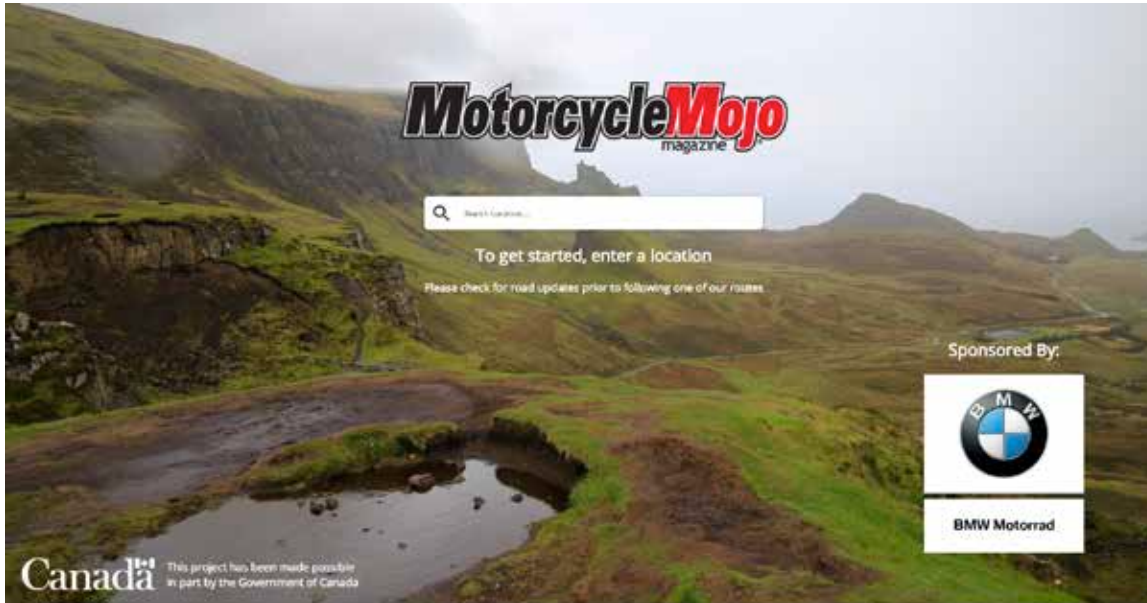 MotorcycleMojo
magazine
Search Location...
To get started, enter a location
Please check for road updates prior to following one of our routes
Sponsored By:
BMW
BMW Motorrad
Canada
This project has been made possible
in part by the Government of Canada